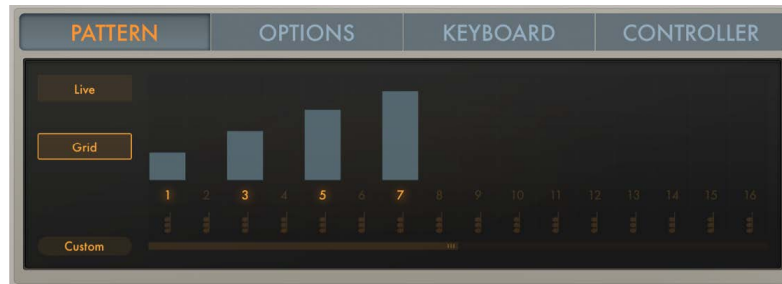 PATTERN OPTIONS KEYBOARD CONTROLLER
Live
Grid
1 2 3 4 5 6 7 8 9 10 11 12 13 14 15 16
Custom